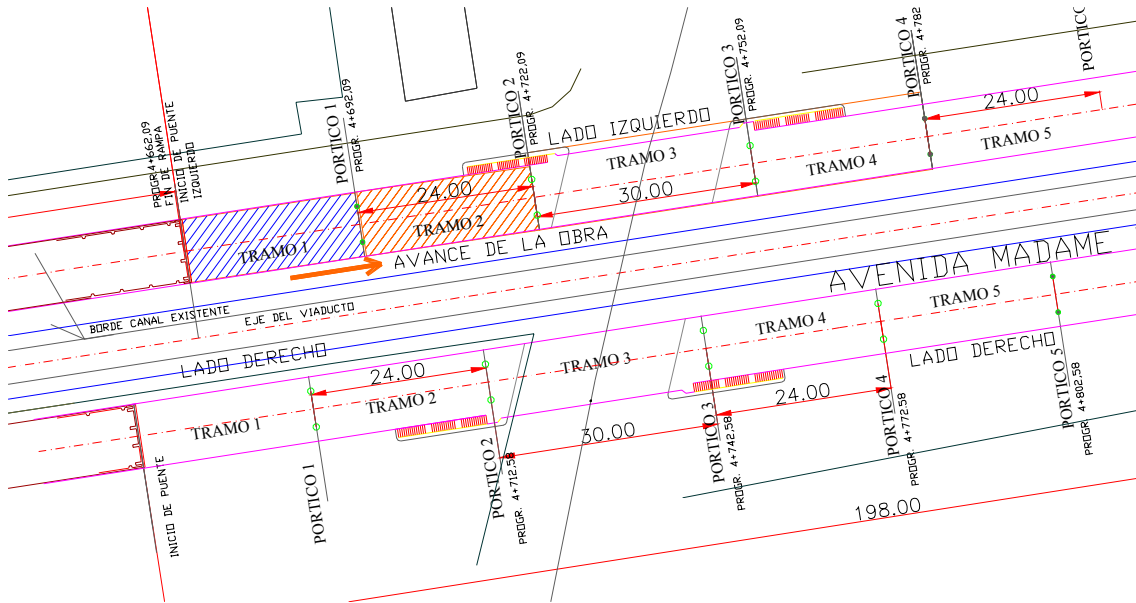 PROGR.4+662,09
FIN DE RAMPA
INICIO DE PUENTE
IZQUIERDO
PORTICO 1
PROGR. 4+692,09
PORTICO 2
PROGR. 4+722,09
PORTICO 3
PROGR. 4+752,09
PORTICO 4
PROGR. 4+782
PORTICO
LADO IZQUIERDO
24.00
TRAMO 1
TRAMO 2
24.00
TRAMO 3
30.00
TRAMO 4
TRAMO 5
AVANCE DE LA OBRA
BORDE CANAL EXISTENTE
EJE DEL VIADUCTO
AVENIDA MADAME
LADO DERECHO
TRAMO 1
24.00
TRAMO 2
TRAMO 3
30.00
TRAMO 4
24.00
TRAMO 5
LADO DERECHO
INICIO DE PUENTE
PORTICO 1
PORTICO 2
PROGR. 4+712,58
PORTICO 3
PROGR. 4+742,58
PORTICO 4
PROGR. 4+772,58
PORTICO 5
PROGR. 4+802,58
198.00